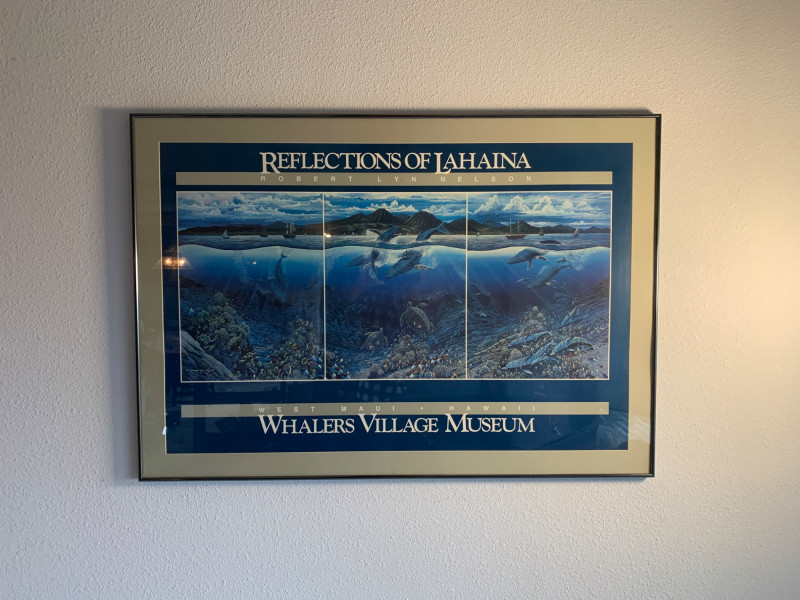 REFLECTIONS OF LAHAINA
ROBERT LYN NELSON
WEST MAUI • HAWAII
WHALERS VILLAGE MUSEUM